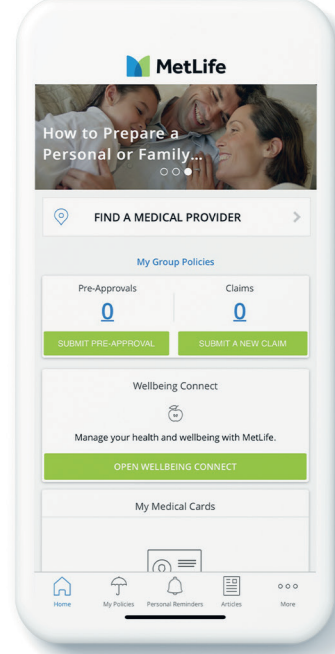 MetLife
How to Prepare a
Personal or Family...
FIND A MEDICAL PROVIDER
My Group Policies
Pre-Approvals
Claims
0
0
SUBMIT PRE-APPROVAL
SUBMIT A NEW CLAIM
Wellbeing Connect
Manage your health and wellbeing with MetLife.
OPEN WELLBEING CONNECT
My Medical Cards
Home
My Policies
Personal Reminders
Articles
More